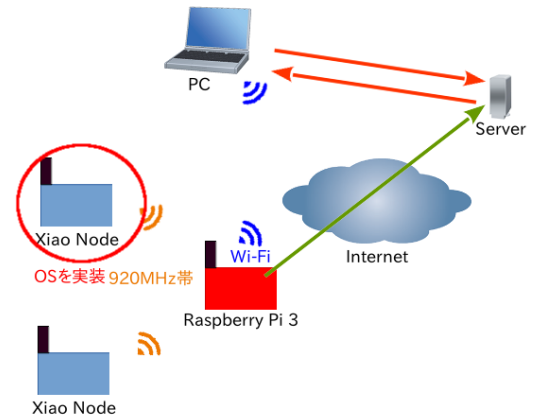 PC
Server
Xiao Node
Wi-Fi
Internet
OSを実装 920MHz帯
Raspberry Pi 3
Xiao Node